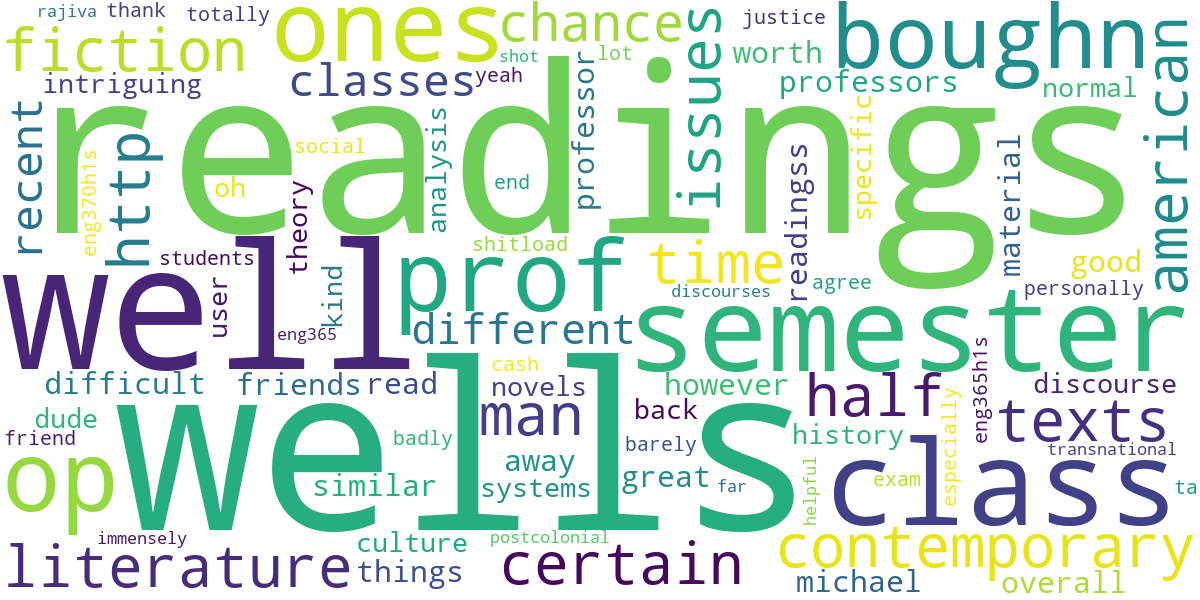 rajiva
thank
totally
ones
chance
issues
justice
boughn
american
fiction
shot
lot
worth
intriguing
classes
yeah
professor
professors
normal
recent
readings
http
eng370h1s
oh
social
theory
analysis
end
readingss
specific
material
students
well
user
kind
eng365
prof
shitload
time
different
discourses
agree
good
personally
semester
difficult
friends
read
cash
novels
however
half
eng365h1s
discourse
dude
friend
wells
man
back
badly
barely
history
especially
texts
transnational
op
similar
away
systems
great
far
helpful
class
exam
ta
immensely
literature
culture
things
postcolonial
certain
contemporary
michael
overall